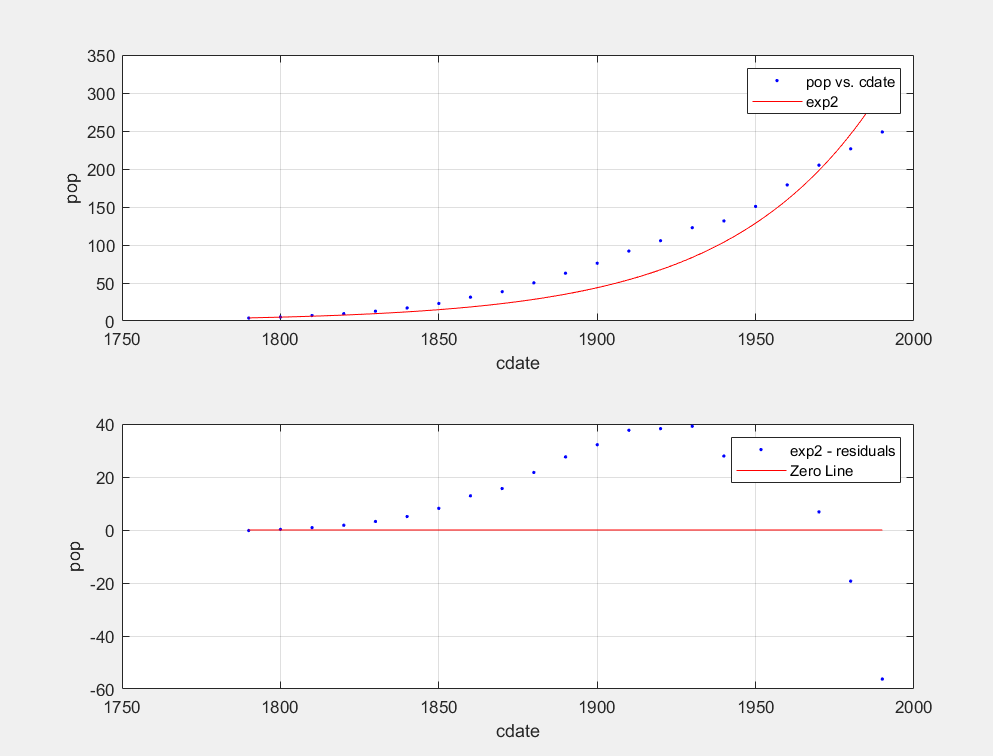 350
300
250
200
150
100
50
0
pop
pop vs. cdate
exp2
1750 1800 1850 1900 1950 2000
cdate
40
20
0
-20
-40
-60
pop
exp2 - residuals
Zero Line
1750 1800 1850 1900 1950 2000
cdate